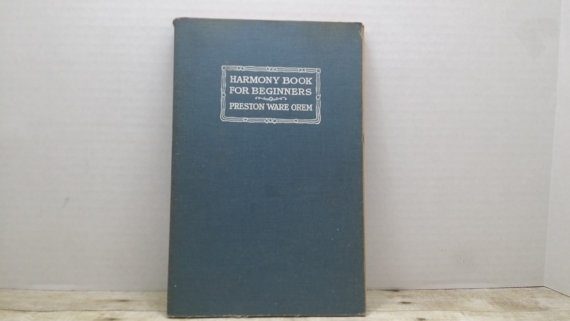 HARMONY BOOK
FOR BEGINNERS
PRESTON WARE OREM